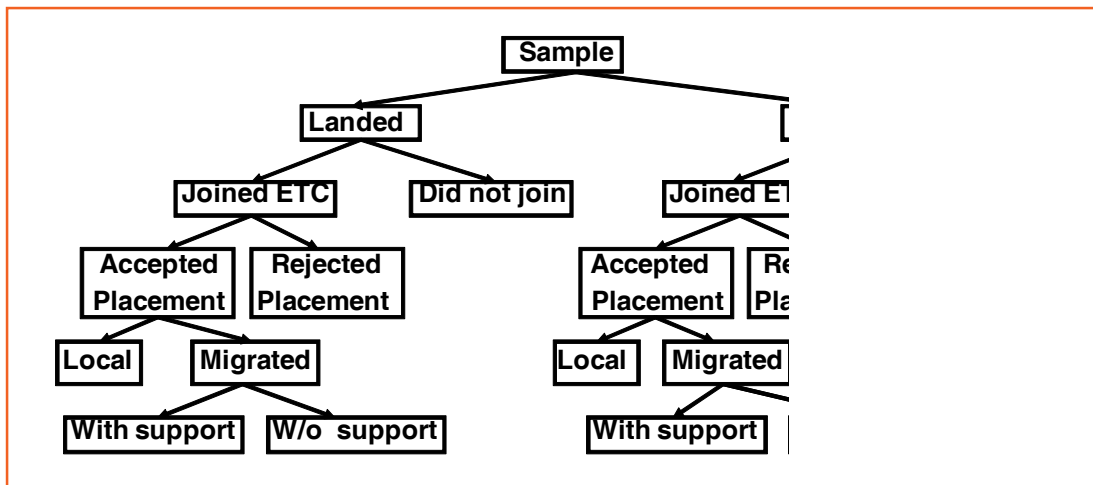 Sample
Landed
Joined ETC
Did not join
Joined
Accepted
Placement
Rejected
Placement
Accepted
Placement
Local
Migrated
Local
Migrated
With support
W/o support
With support